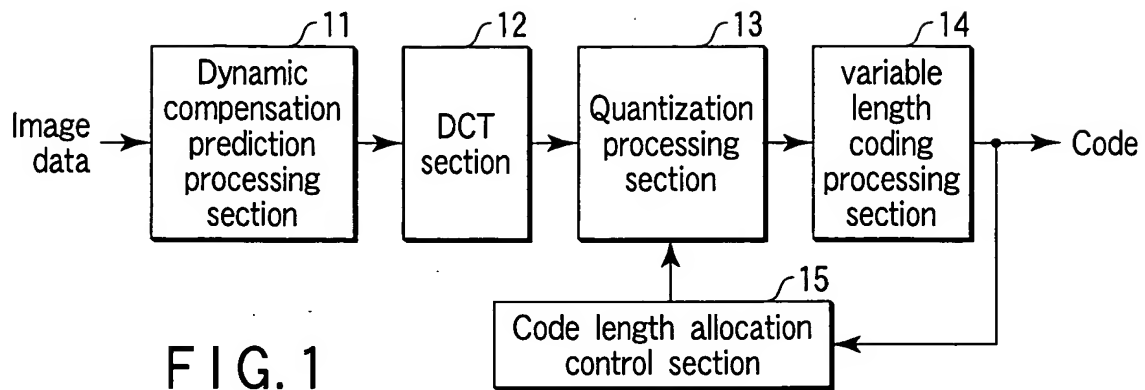 11
12
13
14
Image
data
Dynamic
compensation
prediction
processing
section
DCT
section
Quantization
processing
section
variable
length
coding
processing
section
Code
15
Code length allocation
control section
FIG. 1